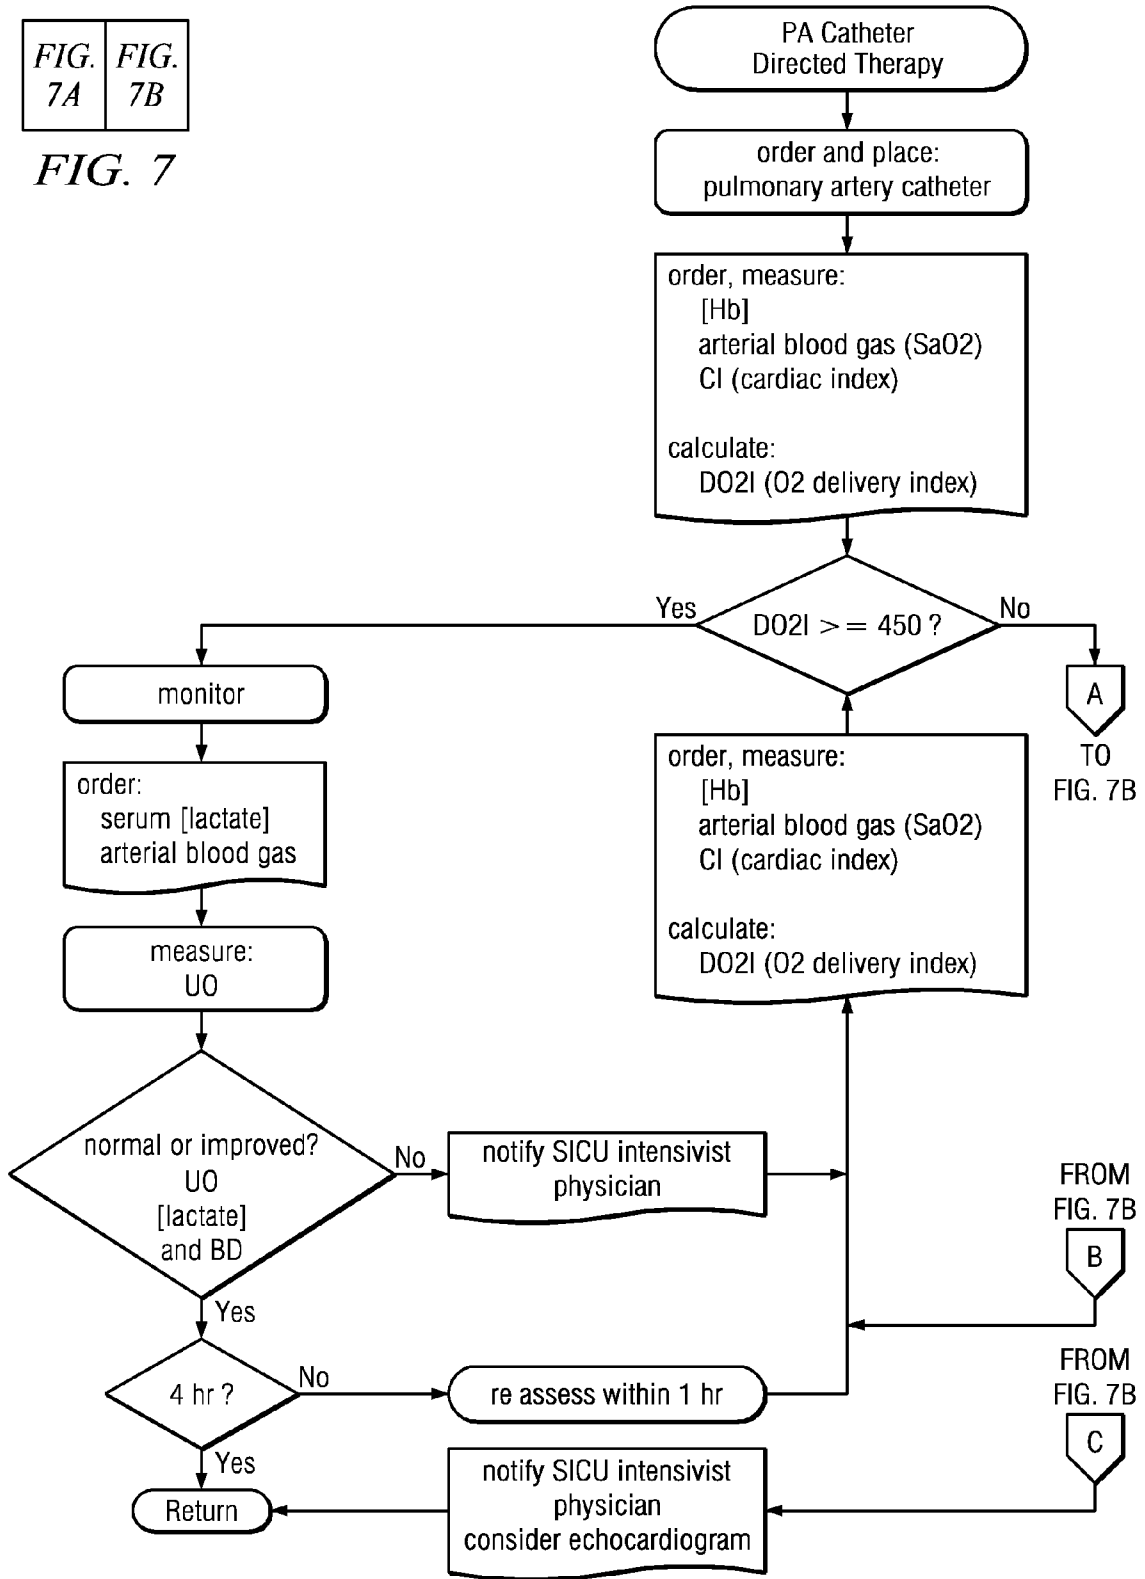 FIG. 7A
FIG. 7B
FIG. 7
PA Catheter
Directed Therapy
order and place:
pulmonary artery catheter
order, measure:
[Hb]
arterial blood gas (SaO2)
CI (cardiac index)
calculate:
DO2I (O2 delivery index)
DO2I >= 450 ?
Yes
No
A
TO
FIG. 7B
monitor
order:
serum [lactate]
arterial blood gas
measure:
UO
order, measure:
[Hb]
arterial blood gas (SaO2)
CI (cardiac index)
calculate:
DO2I (O2 delivery index)
normal or improved?
UO
[lactate]
and BD
No
notify SICU intensivist
physician
FROM
FIG. 7B
B
Yes
4 hr ?
No
re assess within 1 hr
FROM
FIG. 7B
C
Yes
Return
notify SICU intensivist
physician
consider echocardiogram